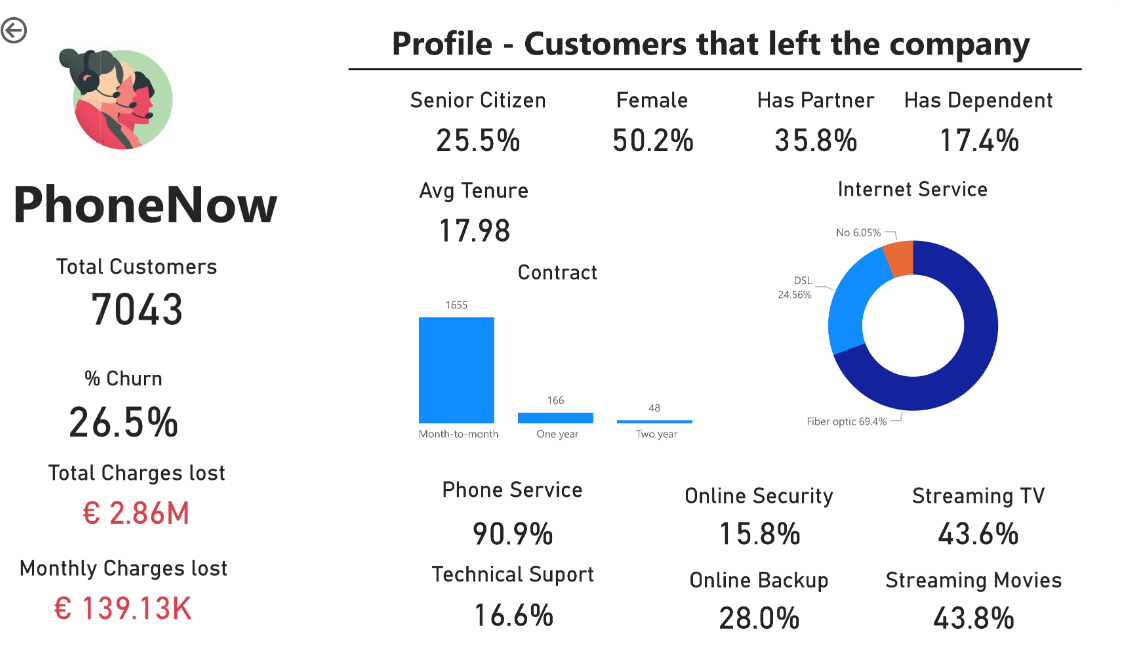 Profile - Customers that left the company
Senior Citizen
25.5%
Female
50.2%
Has Partner
35.8%
Has Dependent
17.4%
PhoneNow
Total Customers
7043
% Churn
26.5%
Total Charges lost
€ 2.86M
Monthly Charges lost
€ 139.13K
Avg Tenure
17.98
Contract
1655
166
48
Month-to-month
One year
Two year
Internet Service
No 6.05%
DSL
24.56%
Fiber optic 69.4%
Phone Service
90.9%
Online Security
15.8%
Streaming TV
43.6%
Technical Suport
16.6%
Online Backup
28.0%
Streaming Movies
43.8%